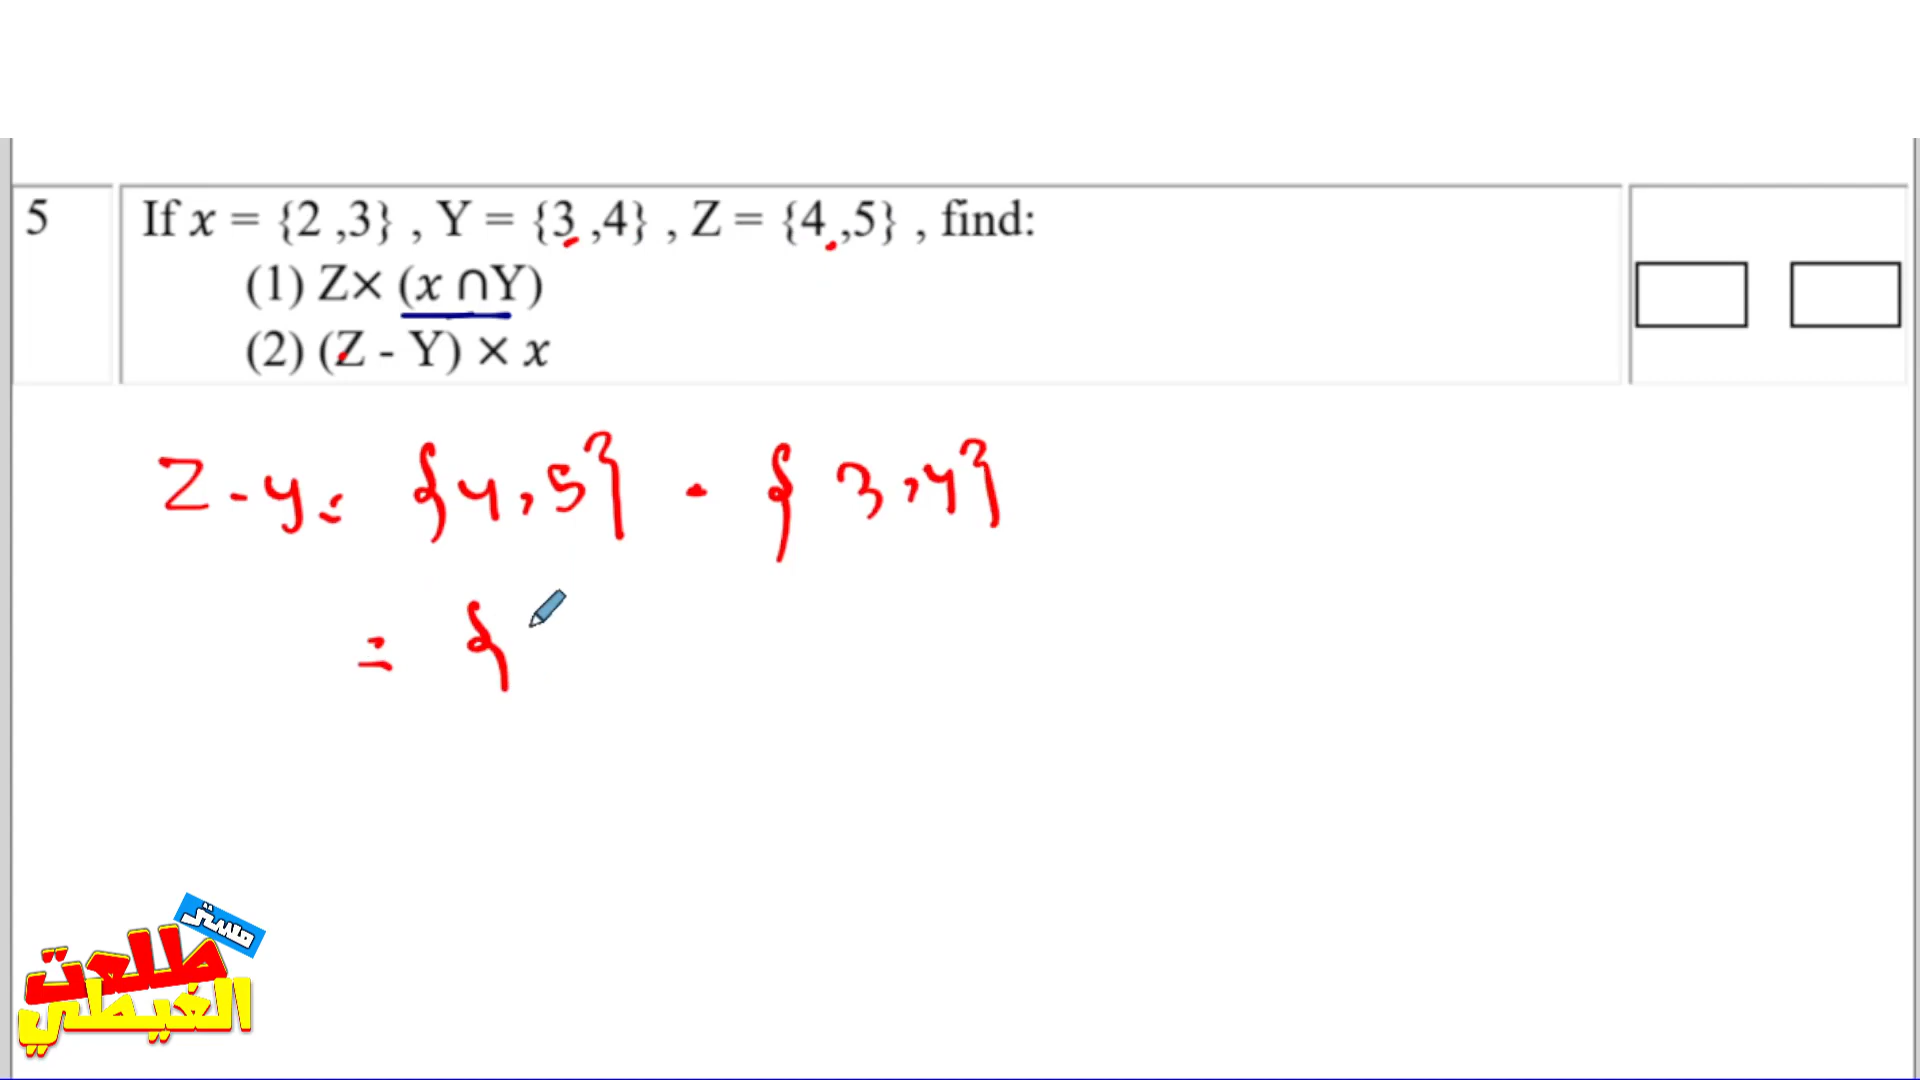 5
If x = {2 ,3} , Y = {3 ,4} , Z = {4 ,5} , find:
(1) Z× (x ∩Y)
(2) (Z - Y) × x
Z - y = {4, 5} - {3, 4}
= {
مستر
طلعت
الغيطي